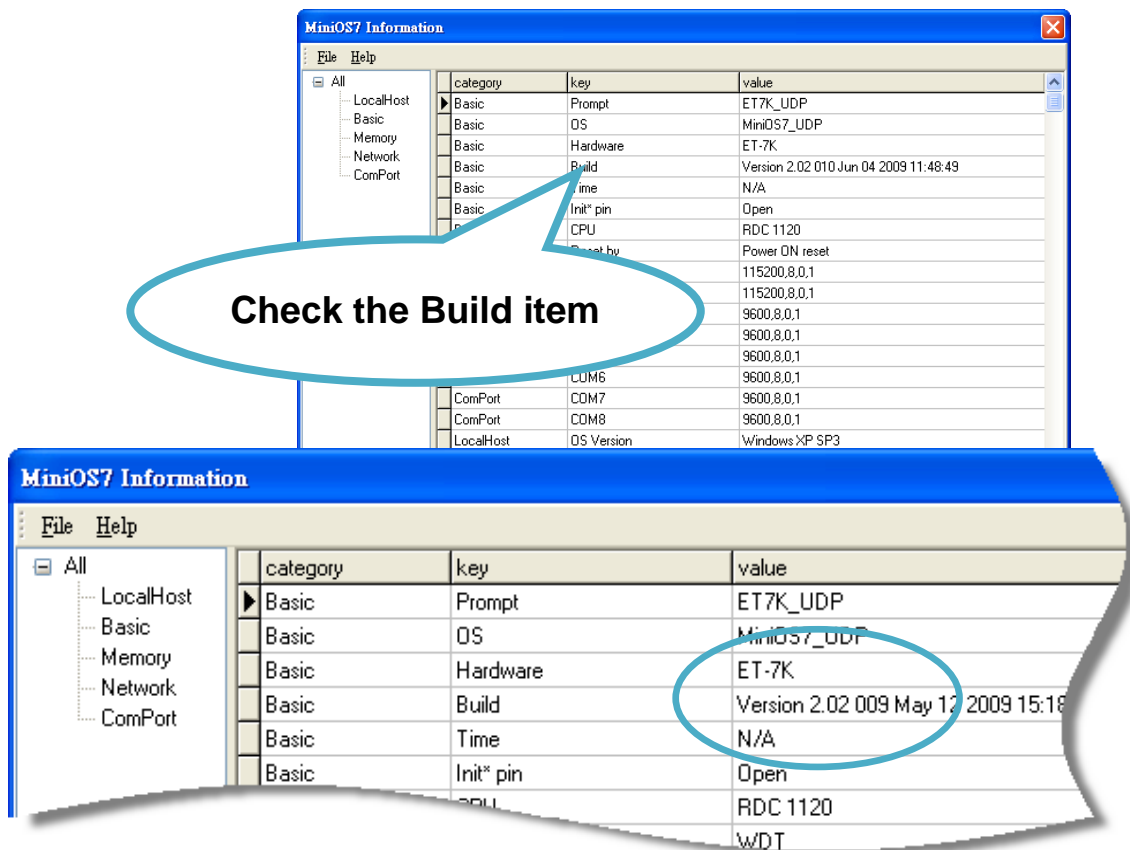 MiniOS7 Information
File Help
All
LocalHost
Basic
Memory
Network
ComPort
category key value
Basic Prompt ET7K_UDP
Basic OS MiniOS7_UDP
Basic Hardware ET-7K
Basic Build Version 2.02 010 Jun 04 2009 11:48:49
Basic Time N/A
Basic Init* pin Open
CPU RDC 1120
Reset by Power ON reset
115200,8,0,1
115200,8,0,1
9600,8,0,1
9600,8,0,1
9600,8,0,1
COM6 9600,8,0,1
ComPort COM7 9600,8,0,1
ComPort COM8 9600,8,0,1
LocalHost OS Version Windows XP SP3
Check the Build item
MiniOS7 Information
File Help
All
LocalHost
Basic
Memory
Network
ComPort
category key value
Basic Prompt ET7K_UDP
Basic OS MiniOS7_UDP
Basic Hardware ET-7K
Basic Build Version 2.02 009 May 12 2009 15:18
Basic Time N/A
Basic Init* pin Open
CPU RDC 1120
WDT